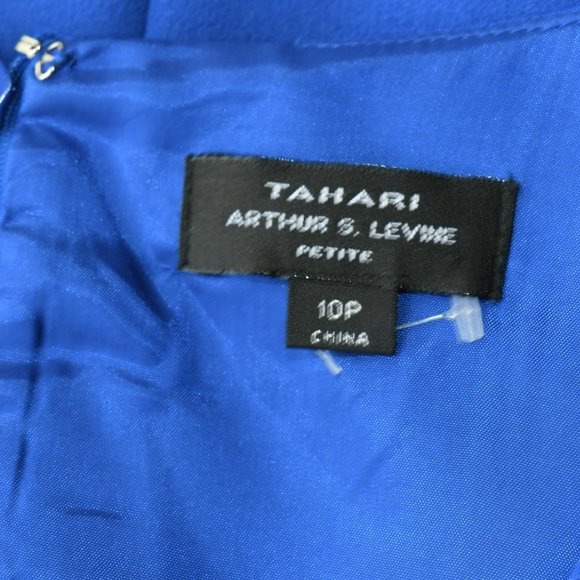 TAHARI
ARTHUR S. LEVINE
PETITE
10P
CHINA